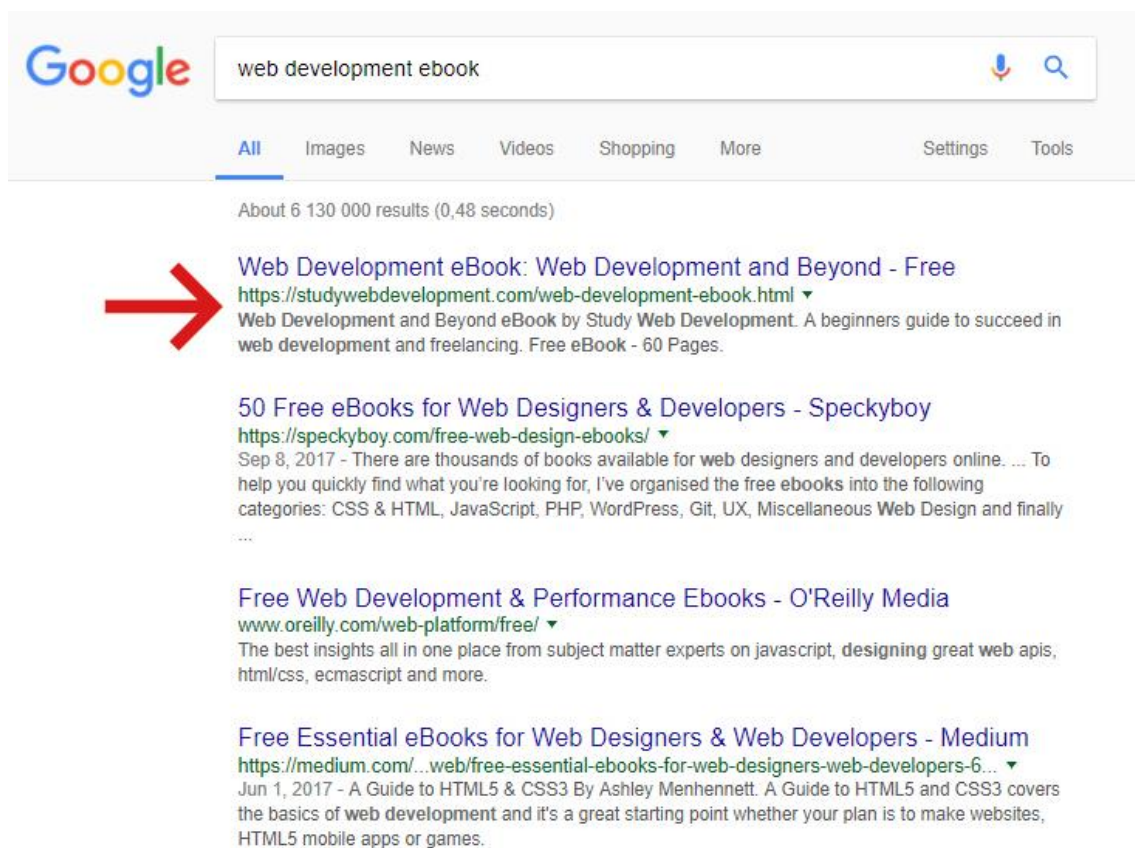 Google
web development ebook
All Images News Videos Shopping More Settings Tools
About 6 130 000 results (0,48 seconds)
Web Development eBook: Web Development and Beyond - Free
https://studywebdevelopment.com/web-development-ebook.html
Web Development and Beyond eBook by Study Web Development. A beginners guide to succeed in
web development and freelancing. Free eBook - 60 Pages.
50 Free eBooks for Web Designers & Developers - Speckyboy
https://speckyboy.com/free-web-design-ebooks/
Sep 8, 2017 - There are thousands of books available for web designers and developers online. ... To
help you quickly find what you're looking for, I've organised the free ebooks into the following
categories: CSS & HTML, JavaScript, PHP, WordPress, Git, UX, Miscellaneous Web Design and finally
...
Free Web Development & Performance Ebooks - O'Reilly Media
www.oreilly.com/web-platform/free/
The best insights all in one place from subject matter experts on javascript, designing great web apis,
html/css, ecmascript and more.
Free Essential eBooks for Web Designers & Web Developers - Medium
https://medium.com/...web/free-essential-ebooks-for-web-designers-web-developers-6...
Jun 1, 2017 - A Guide to HTML5 & CSS3 By Ashley Menhennett. A Guide to HTML5 and CSS3 covers
the basics of web development and it's a great starting point whether your plan is to make websites,
HTML5 mobile apps or games.